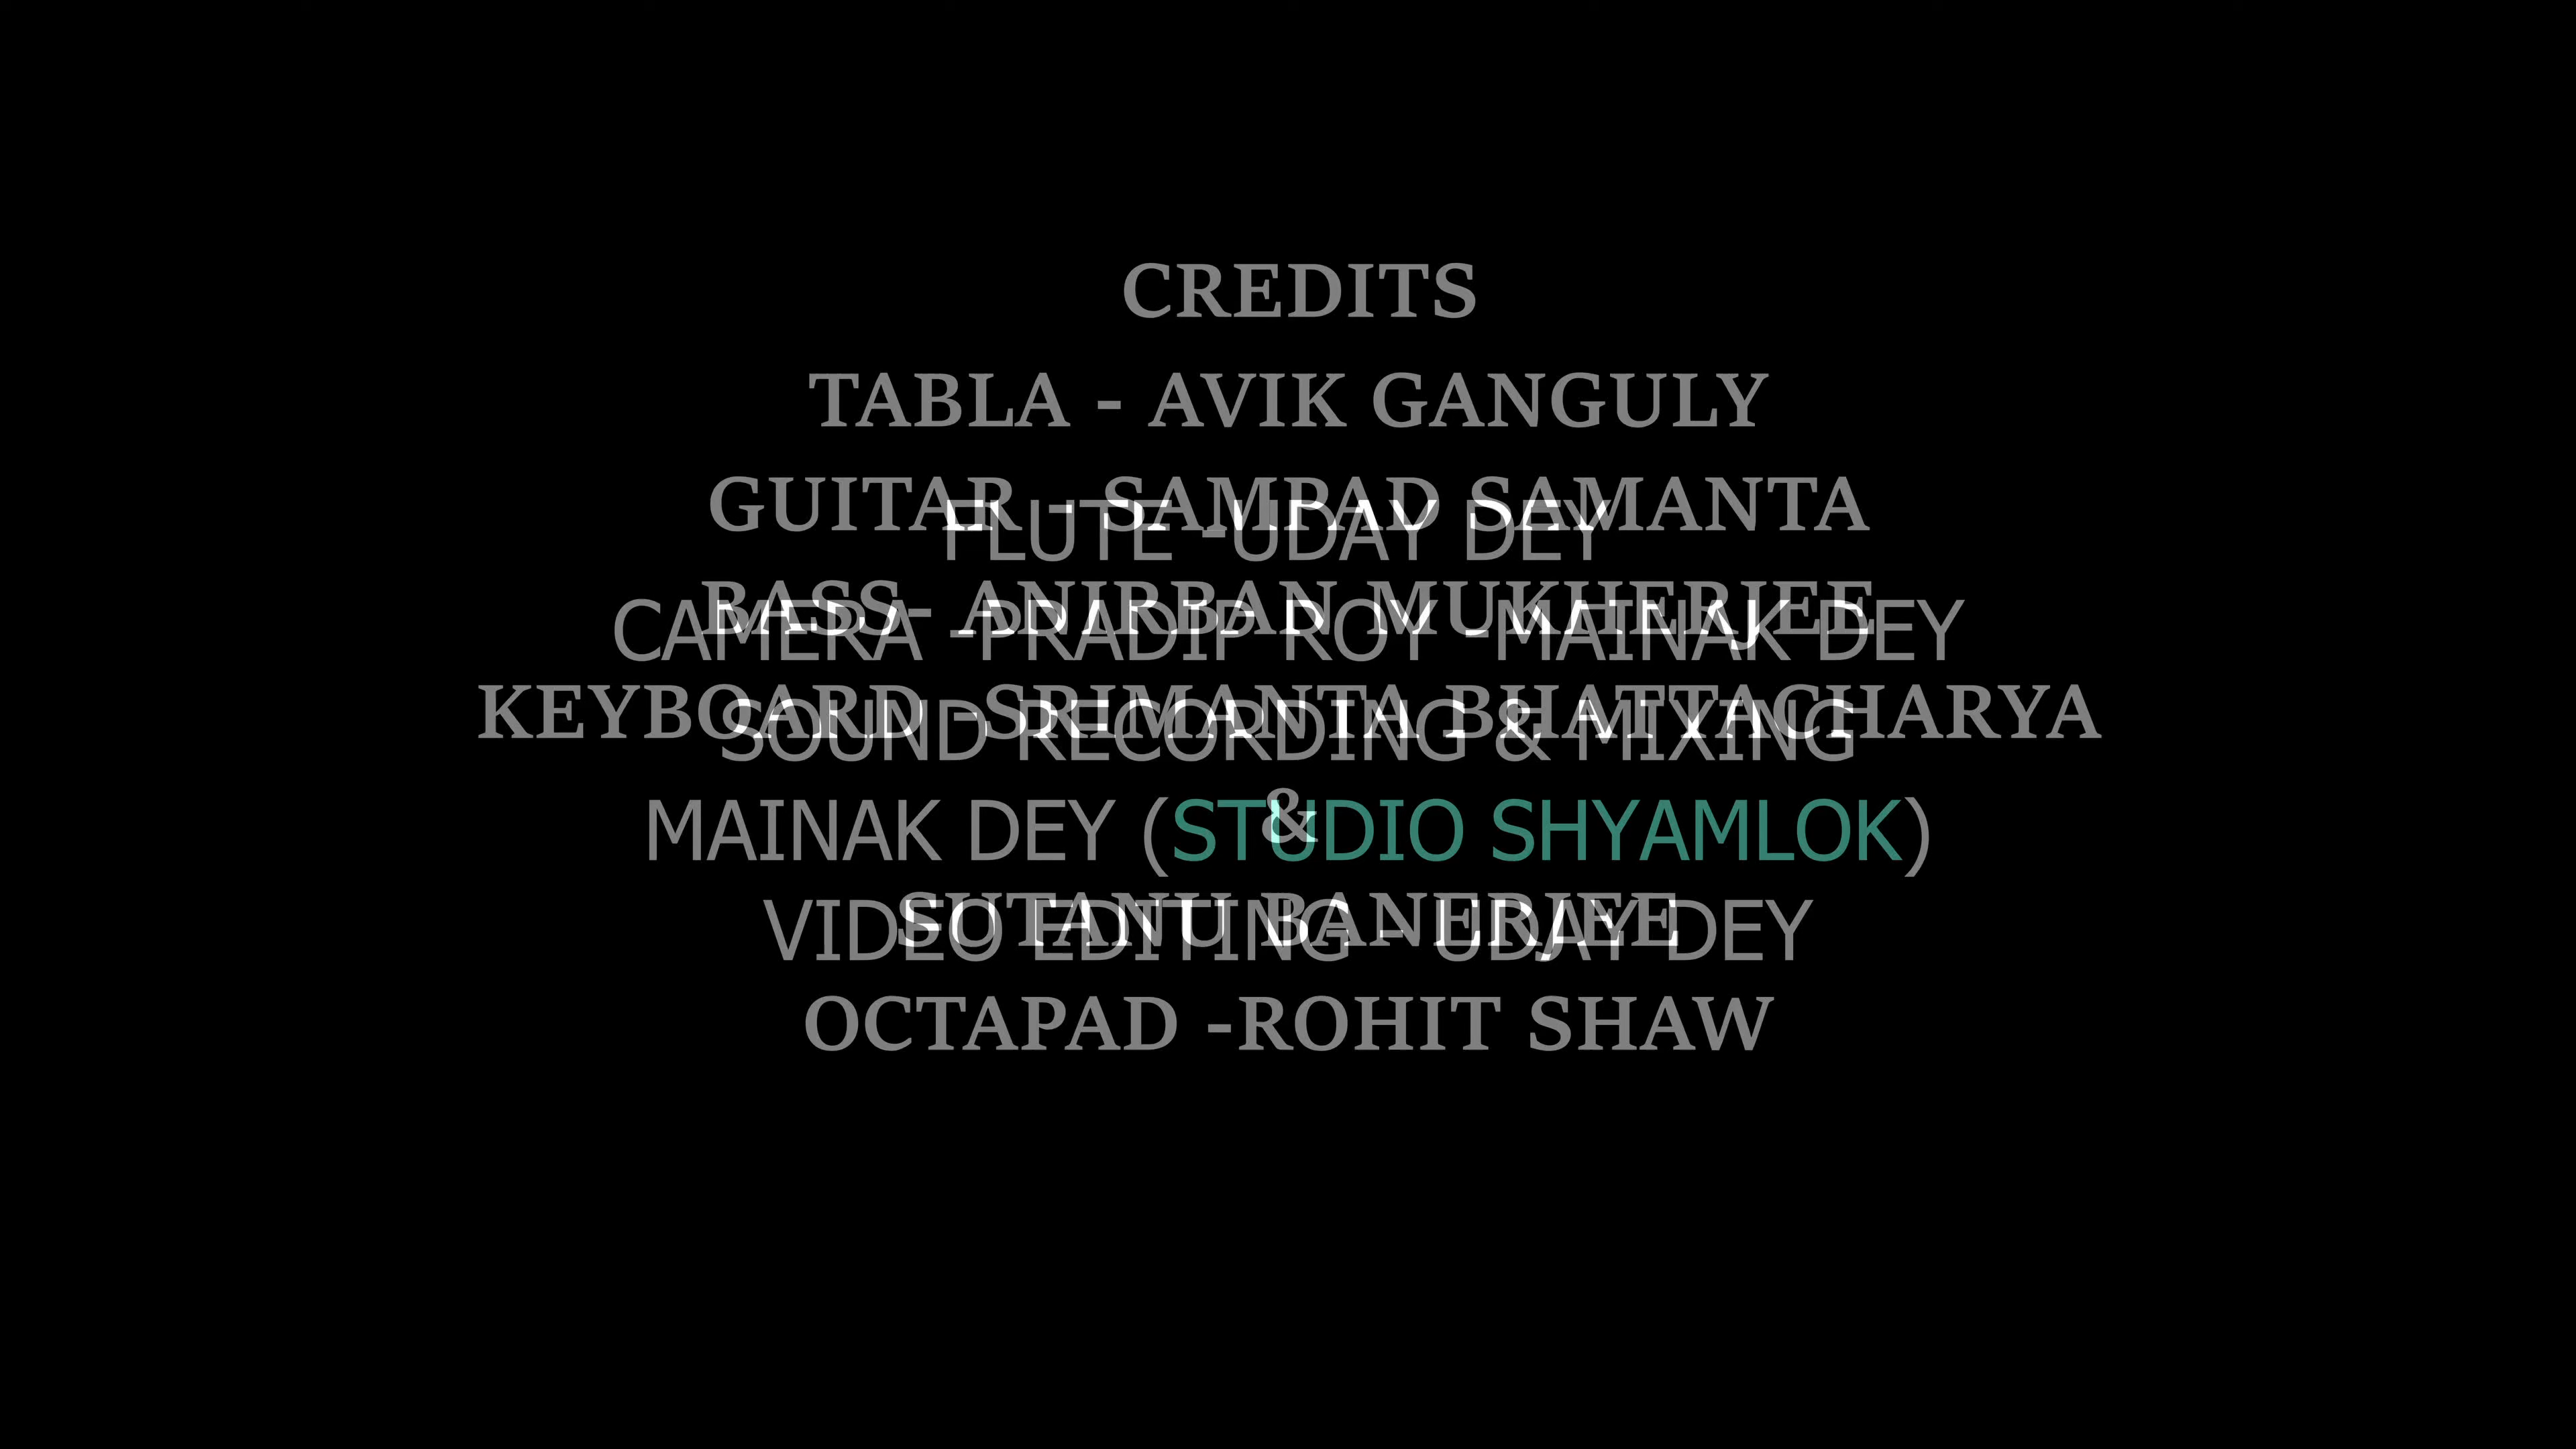 CREDITS
TABLA - AVIK GANGULY
GUITAR - SAMPAD SAMANTA
BASS- ANIRBAN MUKHERJEE
KEYBOARD -SRIMANTA BHATTACHARYA
&
SUTANU BANERJEE
OCTAPAD -ROHIT SHAW
FLUTE -UDAY DEY
CAMERA -PRADIP ROY -MAINAK DEY
SOUND RECORDING & MIXING
MAINAK DEY (STUDIO SHYAMLOK)
VIDEO EDITING - UDAY DEY